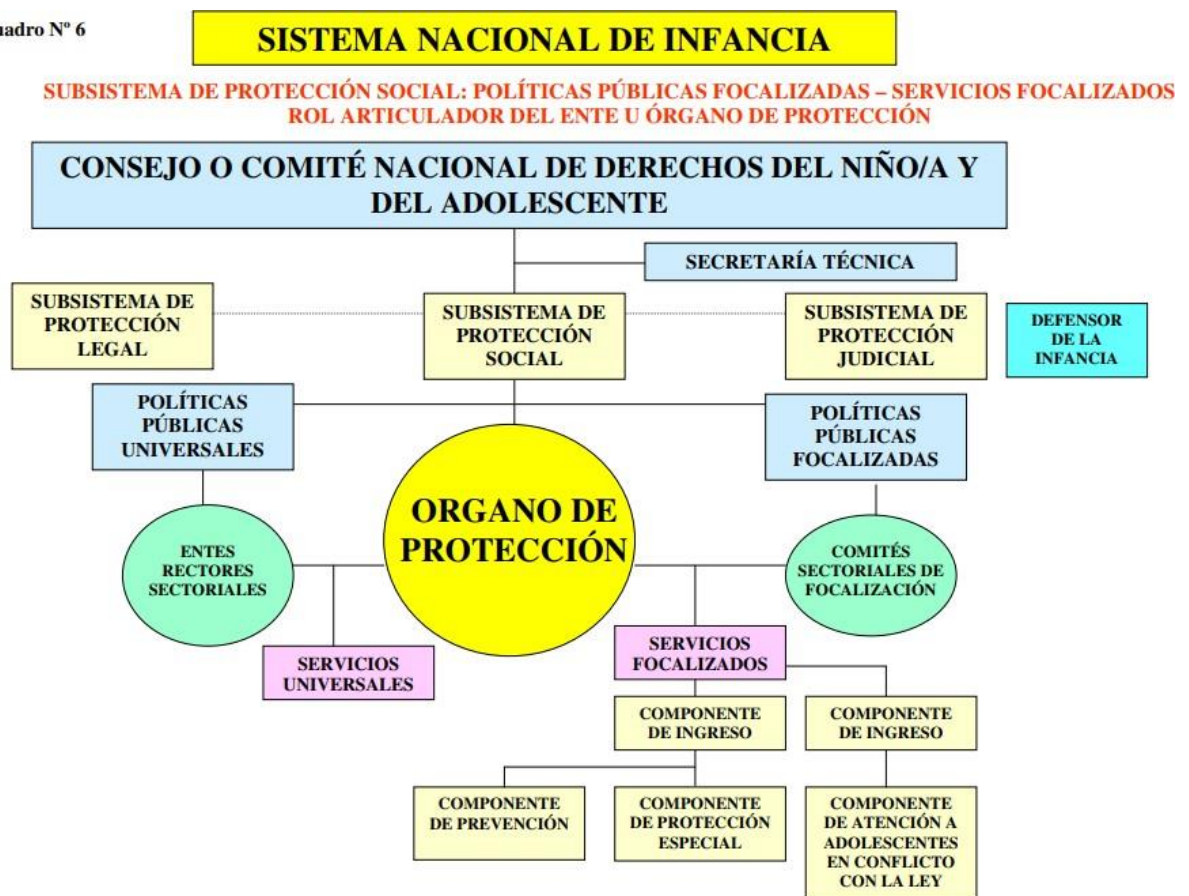 uadro Nº 6
SISTEMA NACIONAL DE INFANCIA
SUBSISTEMA DE PROTECCIÓN SOCIAL: POLÍTICAS PÚBLICAS FOCALIZADAS – SERVICIOS FOCALIZADOS
ROL ARTICULADOR DEL ENTE U ÓRGANO DE PROTECCIÓN
CONSEJO O COMITÉ NACIONAL DE DERECHOS DEL NIÑO/A Y
DEL ADOLESCENTE
SECRETARÍA TÉCNICA
SUBSISTEMA DE
PROTECCIÓN
LEGAL
SUBSISTEMA DE
PROTECCIÓN
SOCIAL
SUBSISTEMA DE
PROTECCIÓN
JUDICIAL
DEFENSOR
DE LA
INFANCIA
POLÍTICAS
PÚBLICAS
UNIVERSALES
POLÍTICAS
PÚBLICAS
FOCALIZADAS
ORGANO DE
PROTECCIÓN
ENTES
RECTORES
SECTORIALES
COMITÉS
SECTORIALES DE
FOCALIZACIÓN
SERVICIOS
UNIVERSALES
SERVICIOS
FOCALIZADOS
COMPONENTE
DE INGRESO
COMPONENTE
DE INGRESO
COMPONENTE
DE PREVENCIÓN
COMPONENTE
DE PROTECCIÓN
ESPECIAL
COMPONENTE
DE ATENCIÓN A
ADOLESCENTES
EN CONFLICTO
CON LA LEY